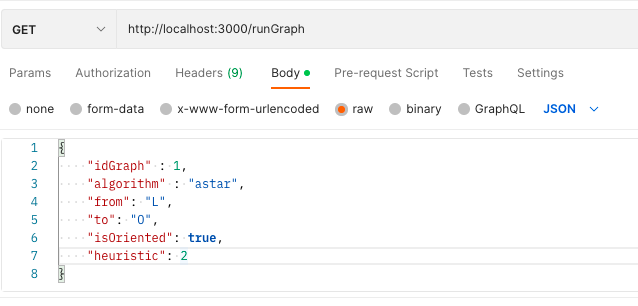 GET http://localhost:3000/runGraph
Params Authorization Headers (9) Body Pre-request Script Tests Settings
none form-data x-www-form-urlencoded raw binary GraphQL JSON
1 {
2 ····"idGraph"·:·1,
3 ····"algorithm"·:·"astar",
4 ····"from":·"L",
5 ····"to":·"O",
6 ····"isOriented":·true,
7 ····"heuristic":·2
8 }